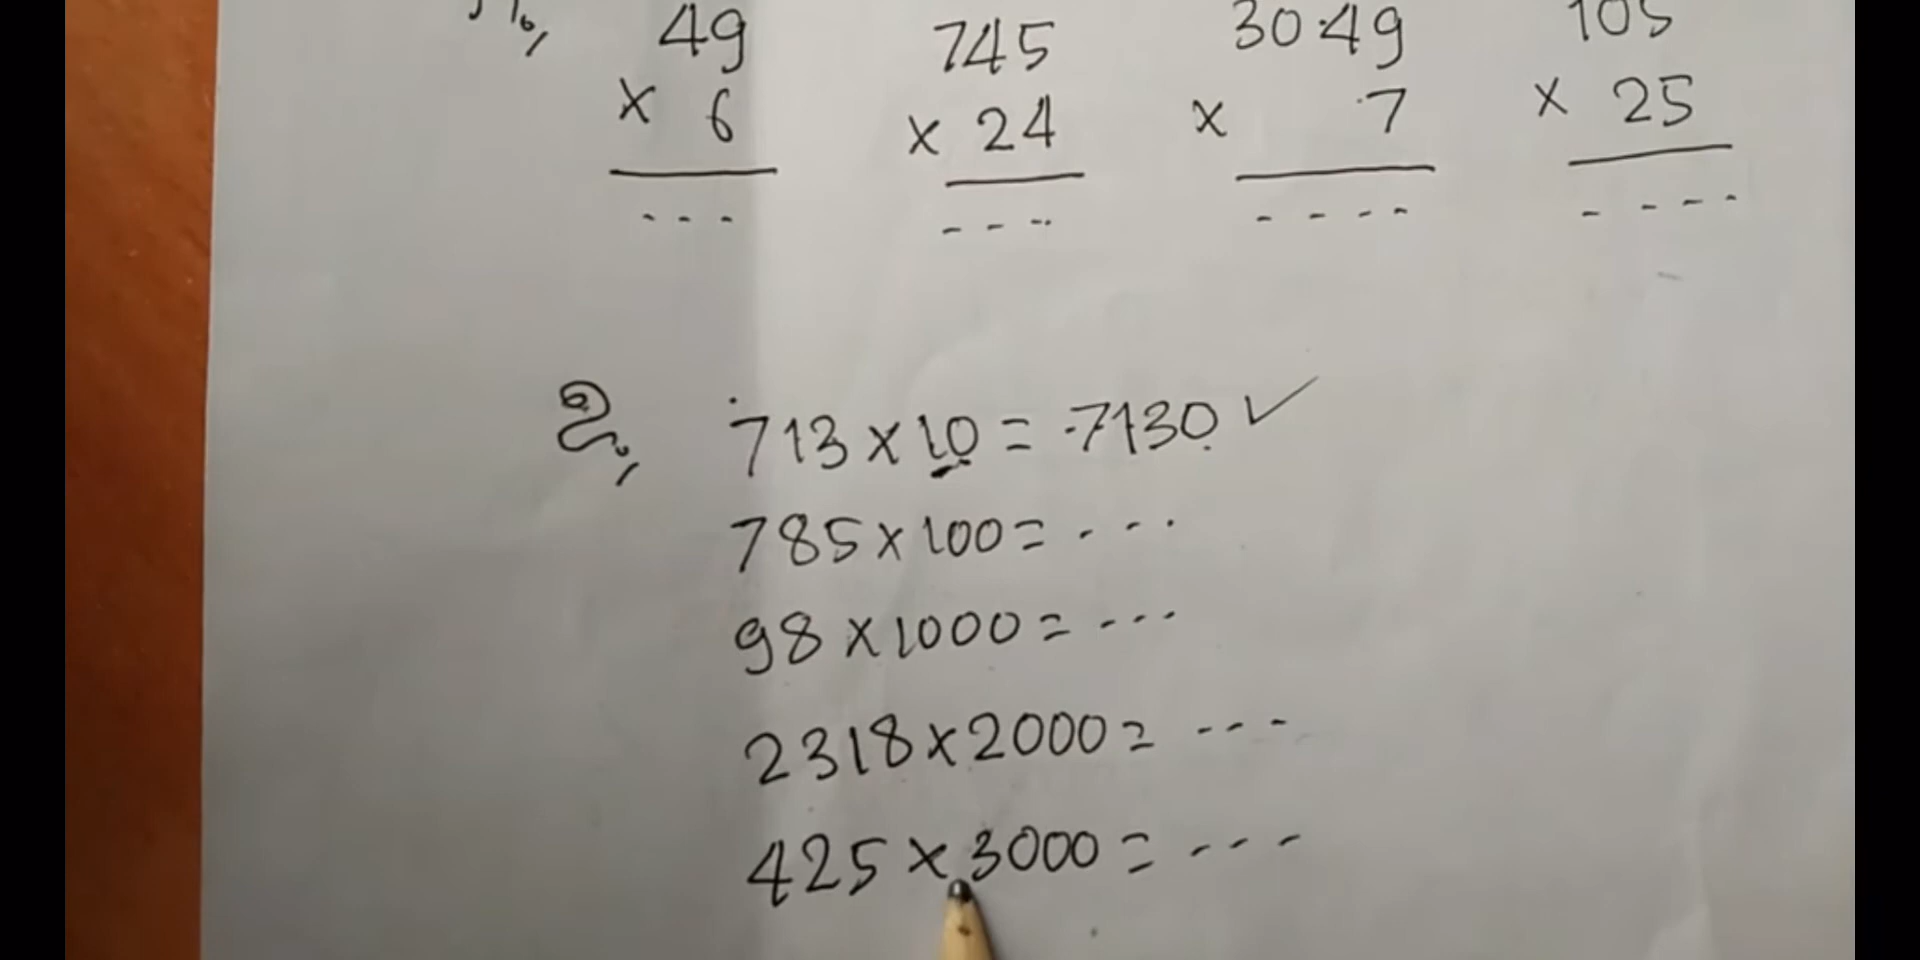 49 745 3049 105
× 6 × 24 × 7 × 25
--- --- ---- ----
713 × 10 = 7130 ✓
785 × 100 = ---
98 × 1000 = ---
2318 × 2000 = ---
425 × 3000 = ---